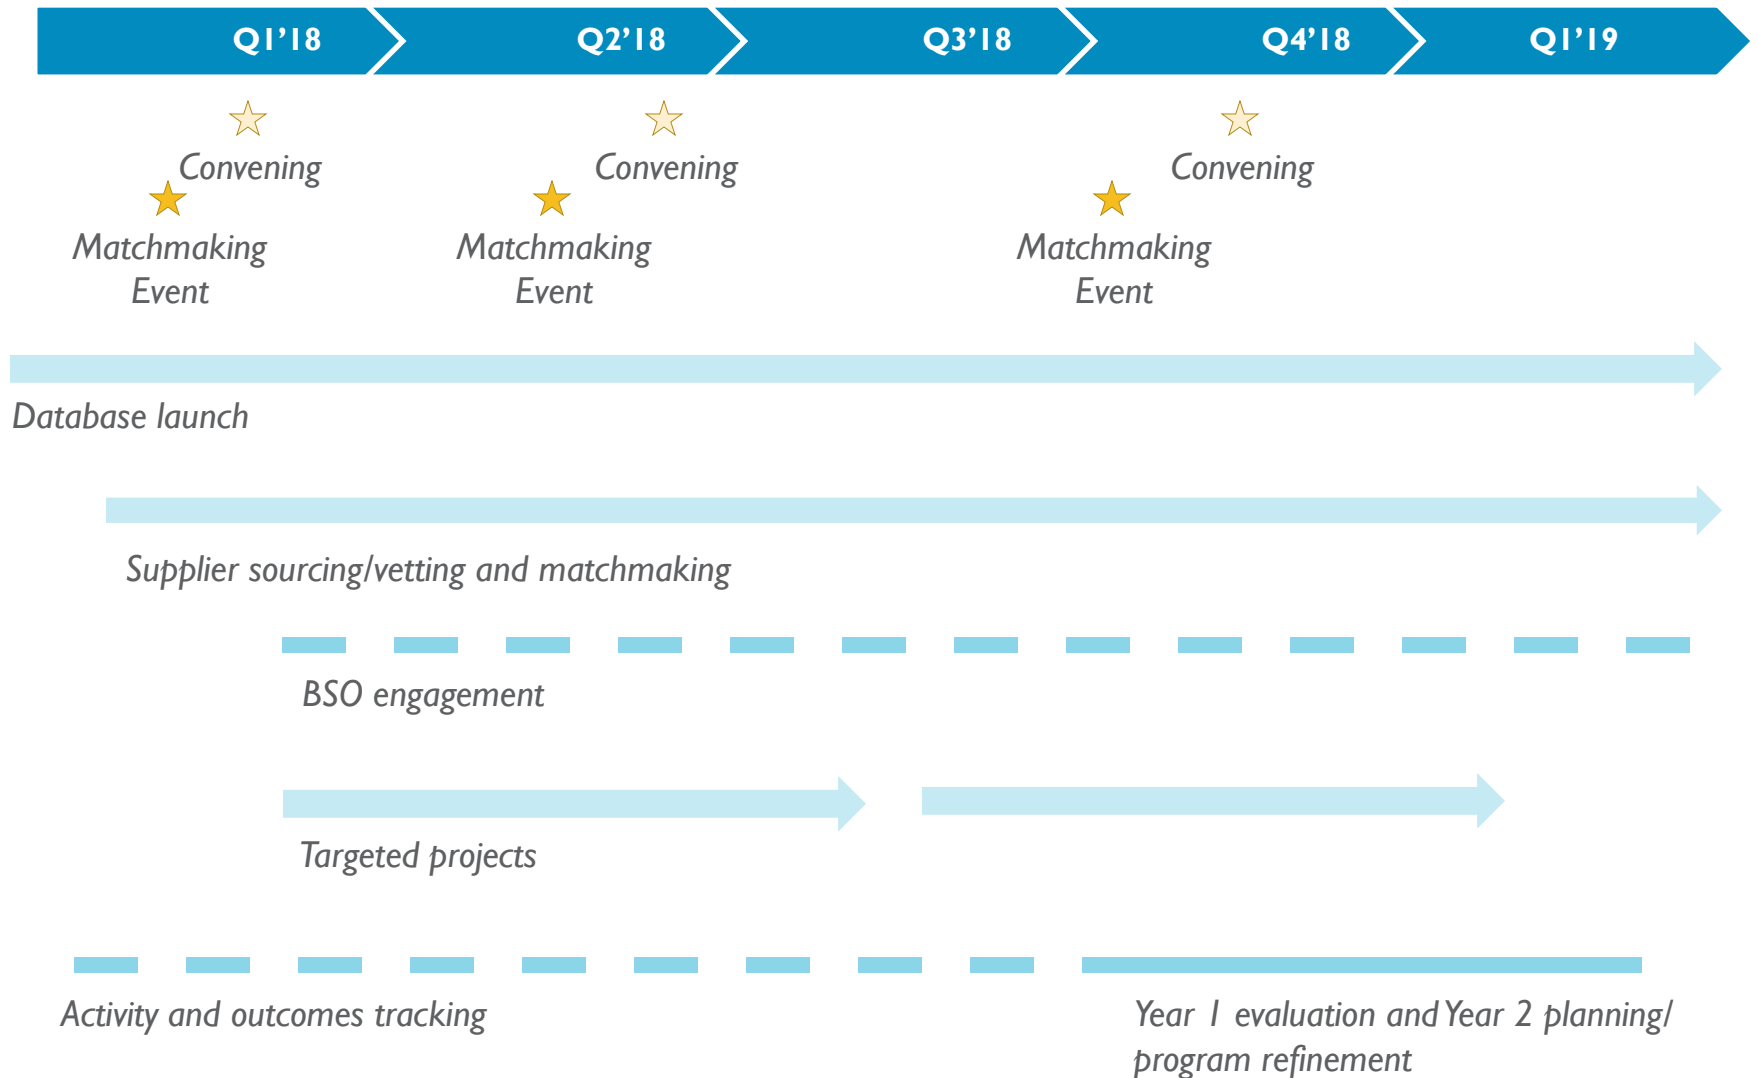 Q1'18
Q2'18
Q3'18
Q4'18
Q1'19
Convening
Convening
Convening
Matchmaking
Event
Matchmaking
Event
Matchmaking
Event
Database launch
Supplier sourcing/vetting and matchmaking
BSO engagement
Targeted projects
Activity and outcomes tracking
Year 1 evaluation and Year 2 planning/
program refinement